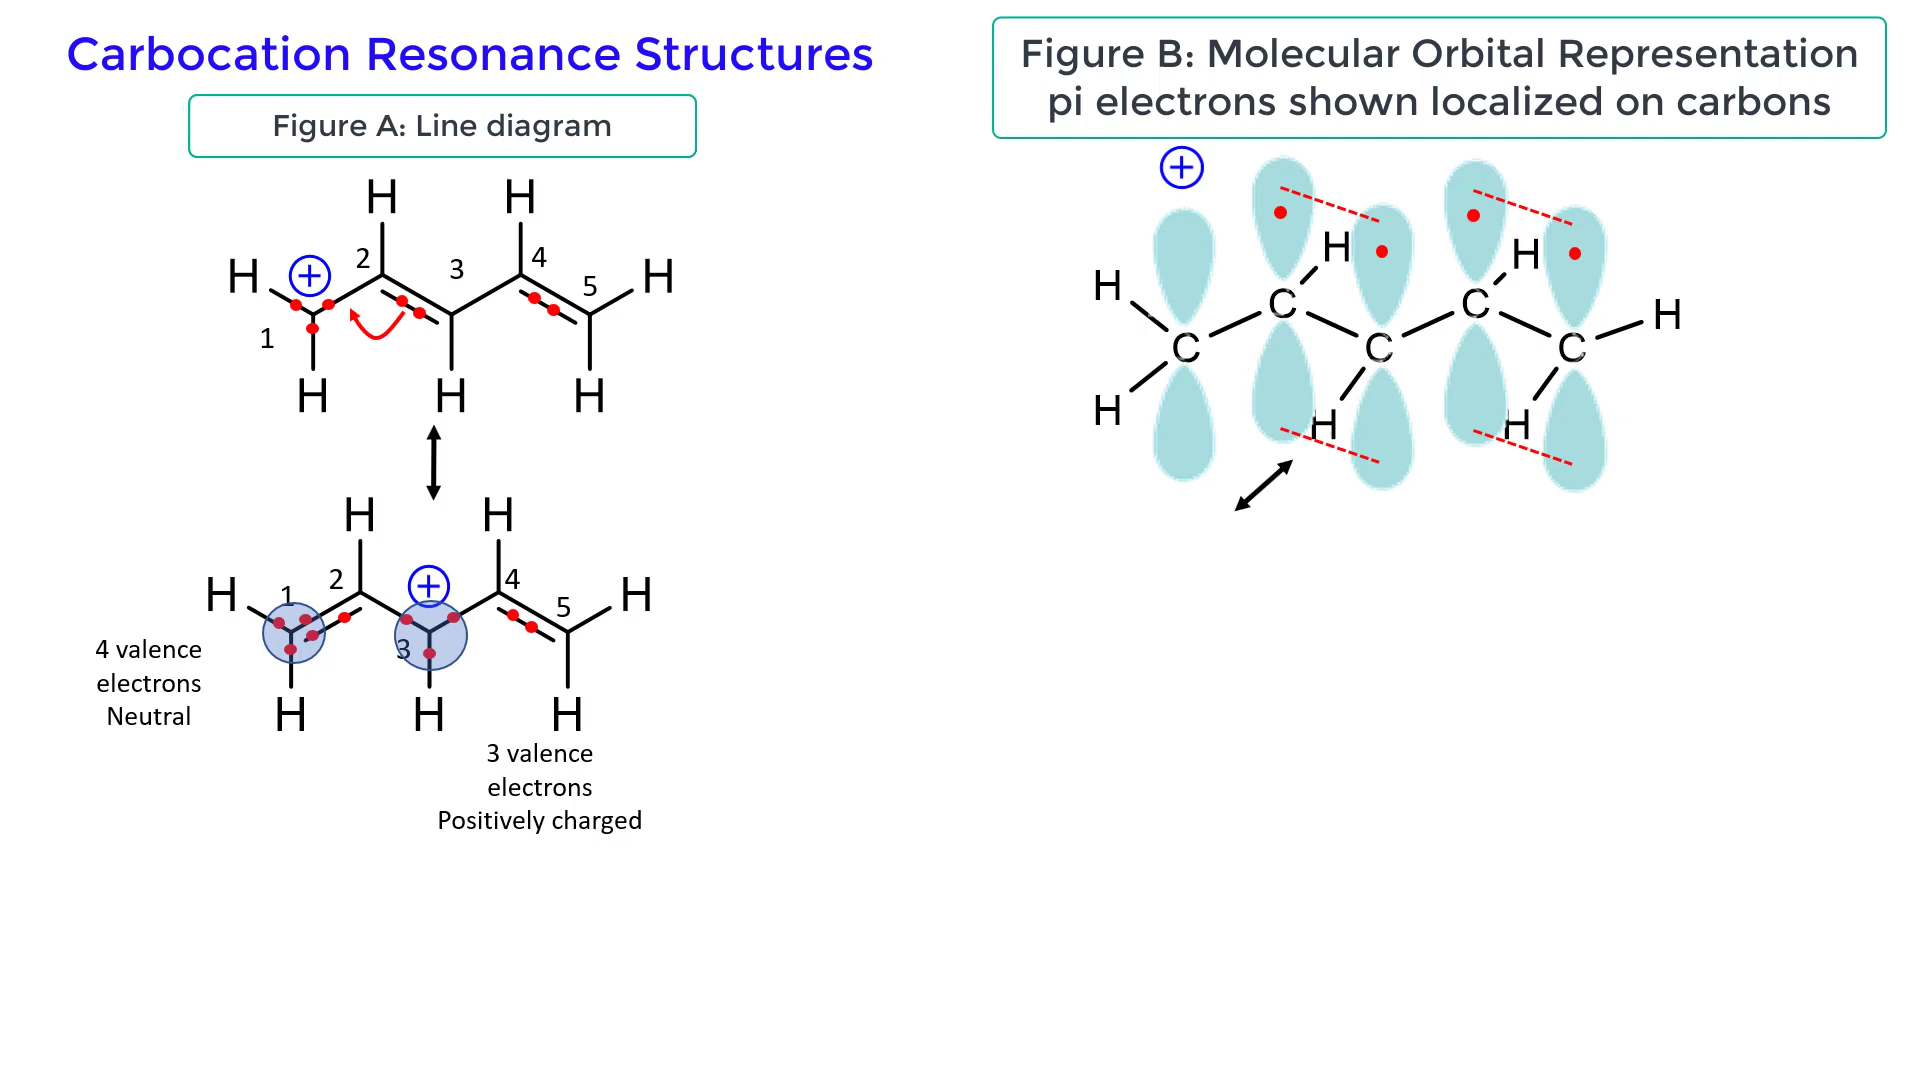 Carbocation Resonance Structures
Figure A: Line diagram
H H
H + 2 3 4 5 H
1
H H H
H H
H 1 2 + 4 5 H
3
4 valence
electrons
Neutral
H H H
3 valence
electrons
Positively charged
Figure B: Molecular Orbital Representation
pi electrons shown localized on carbons
+
H H H
C C H
C C C
H H H